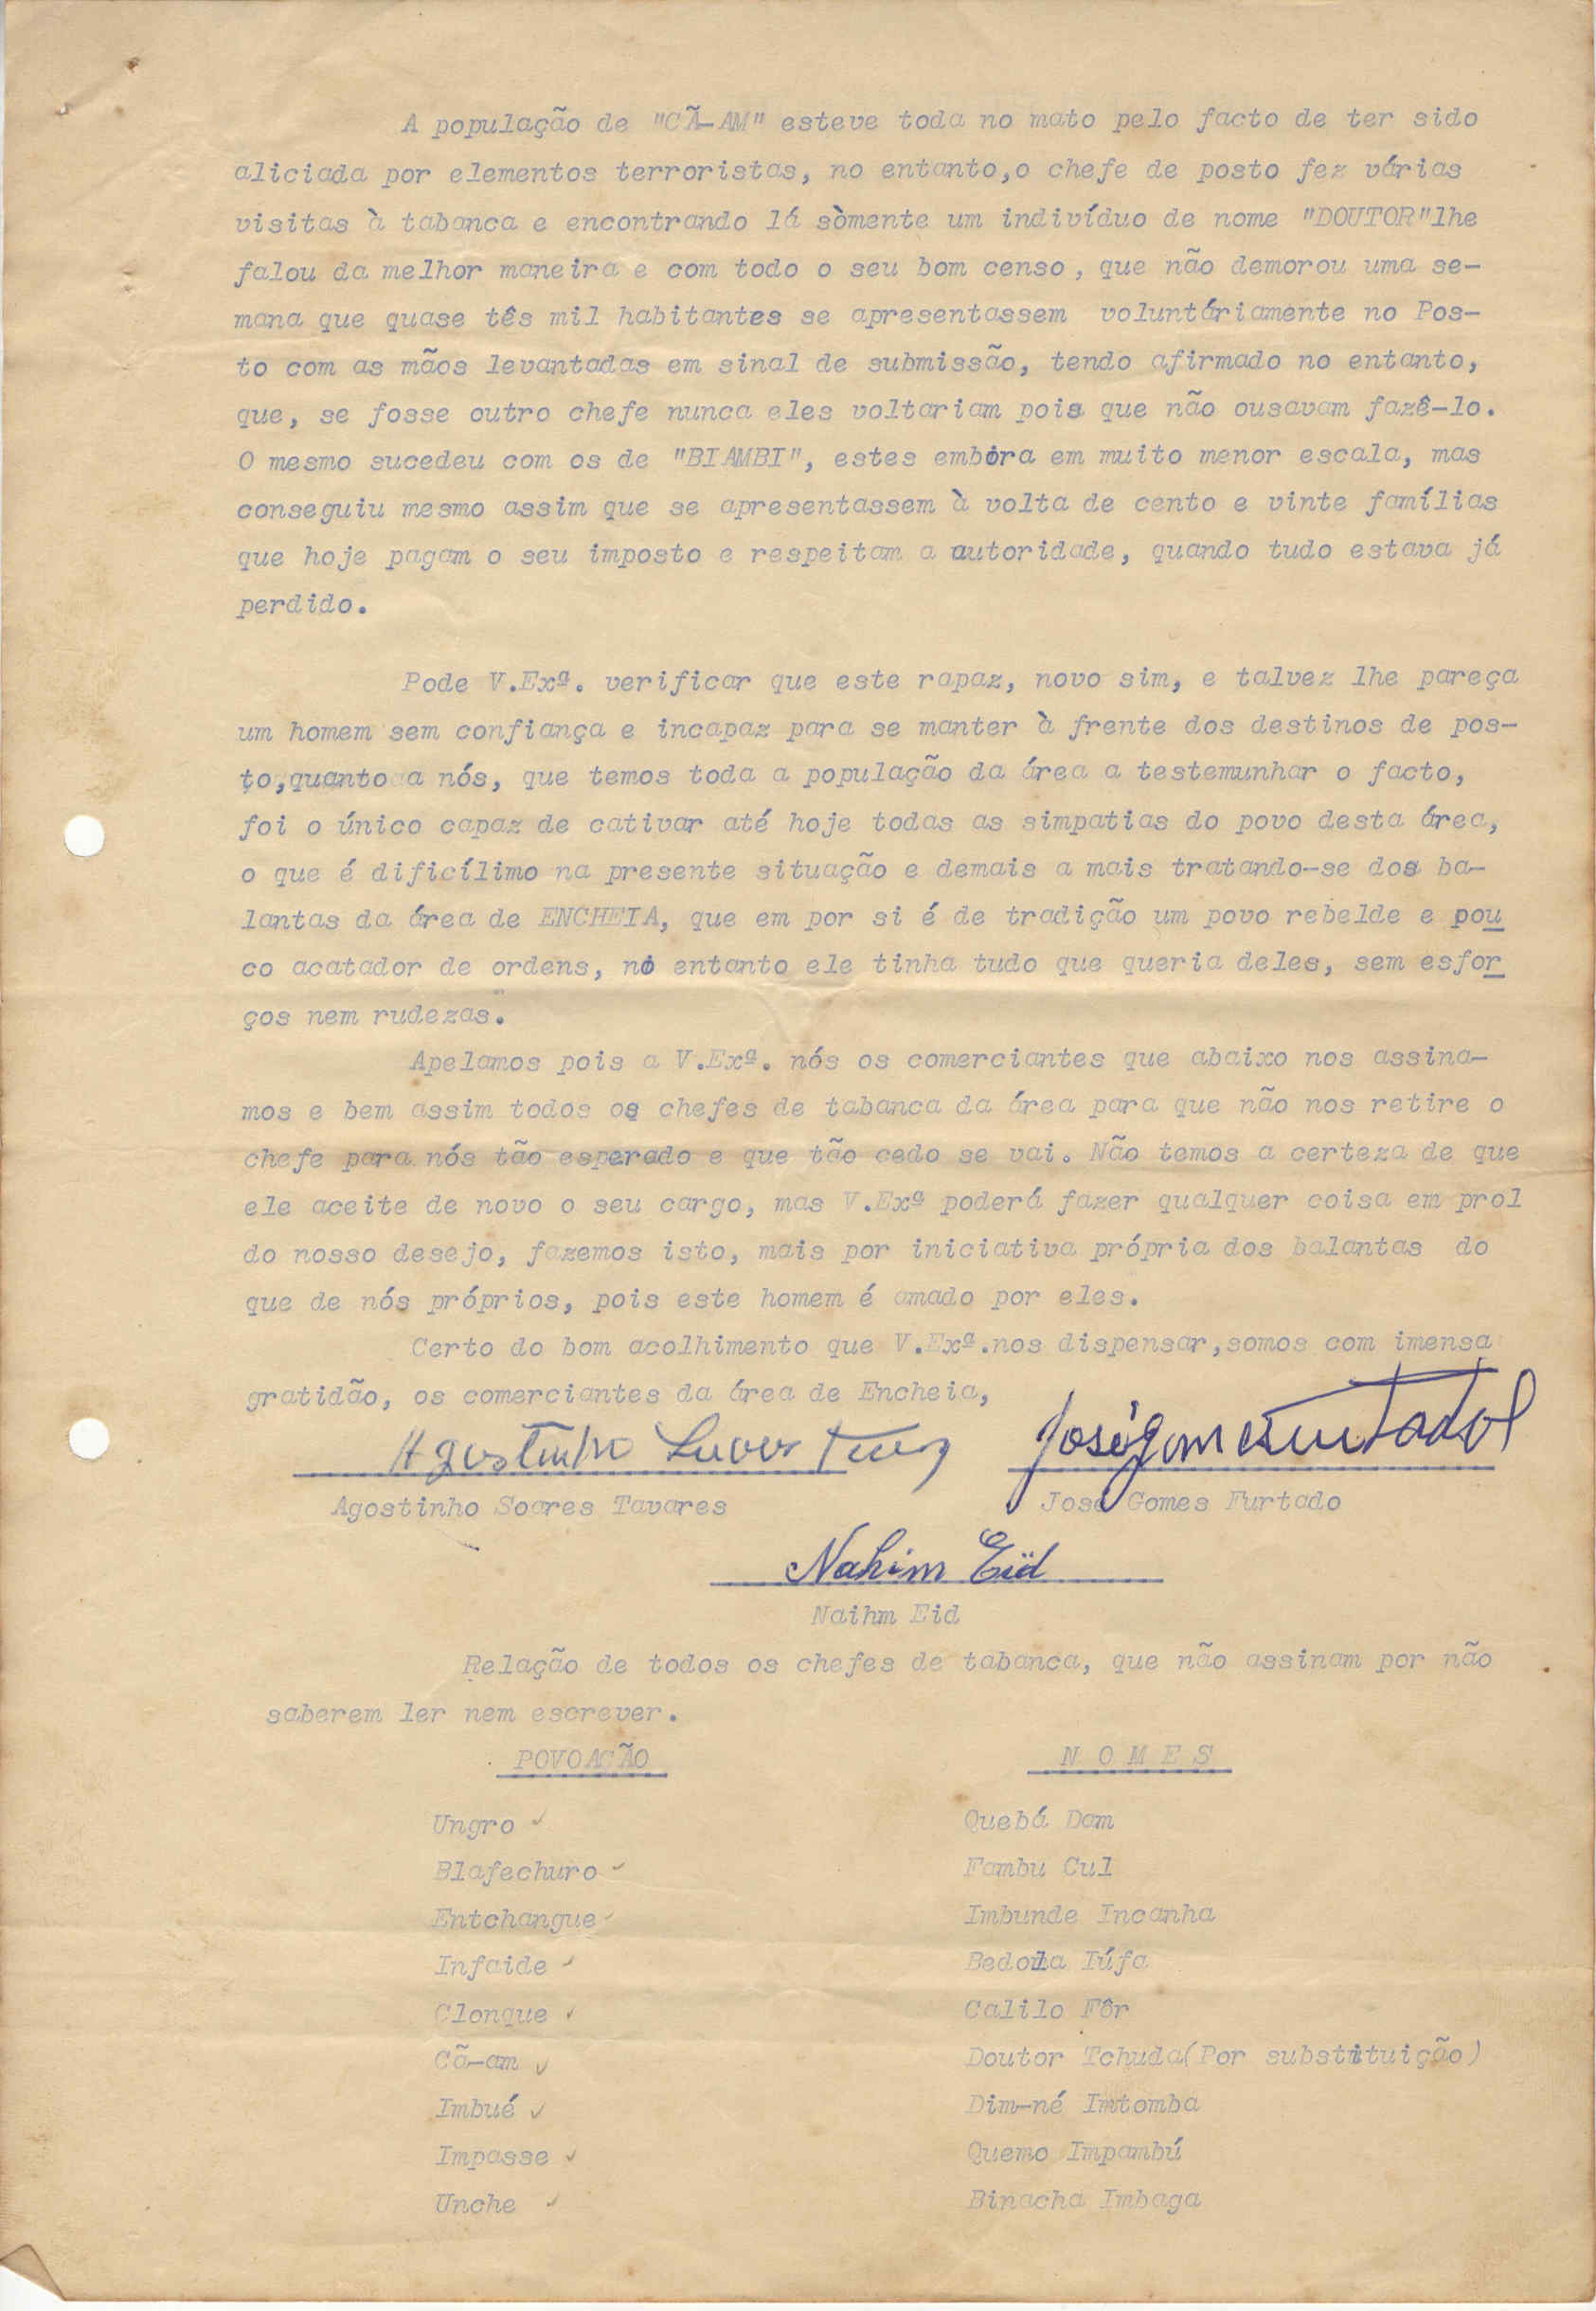 A população de "CÃ-AM" esteve toda no mato pelo facto de ter sido
aliciada por elementos terroristas, no entanto,o chefe de posto fez várias
visitas à tabanca e encontrando lá sòmente um indivíduo de nome "DOUTOR"lhe
falou da melhor maneira e com todo o seu bom censo, que não demorou uma se-
mana que quase tês mil habitantes se apresentassem voluntáriamente no Pos-
to com as mãos levantadas em sinal de submissão, tendo afirmado no entanto,
que, se fosse outro chefe nunca eles voltariam pois que não ousavam fazê-lo.
O mesmo sucedeu com os de "BIAMBI", estes embora em muito menor escala, mas
conseguiu mesmo assim que se apresentassem à volta de cento e vinte famílias
que hoje pagam o seu imposto e respeitam a autoridade, quando tudo estava já
perdido.
Pode V.Exª. verificar que este rapaz, novo sim, e talvez lhe pareça
um homem sem confiança e incapaz para se manter à frente dos destinos de pos-
to,quanto a nós, que temos toda a população da área a testemunhar o facto,
foi o único capaz de cativar até hoje todas as simpatias do povo desta área,
o que é dificílimo na presente situação e demais a mais tratando-se dos ba-
lantas da área de ENCHEIA, que em por si é de tradição um povo rebelde e pou
co acatador de ordens, no entanto ele tinha tudo que queria deles, sem esfor
ços nem rudezas.
Apelamos pois a V.Exª. nós os comerciantes que abaixo nos assina-
mos e bem assim todos os chefes de tabanca da área para que não nos retire o
chefe para nós tão esperado e que tão cedo se vai. Não temos a certeza de que
ele aceite de novo o seu cargo, mas V.Exª poderá fazer qualquer coisa em prol
do nosso desejo, fazemos isto, mais por iniciativa própria dos balantas do
que de nós próprios, pois este homem é amado por eles.
Certo do bom acolhimento que V.Exª.nos dispensar,somos com imensa
gratidão, os comerciantes da área de Encheia,
Agostinho Soares Tavares José Gomes Furtado
Agostinho Soares Tavares José Gomes Furtado
Nahim Eid
Naihm Eid
Relação de todos os chefes de tabanca, que não assinam por não
saberem ler nem escrever.
POVOAÇÃO N O M E S
Ungro ✓ Quebá Dam
Blafechuro ✓ Fambu Cul
Entchangue ✓ Imbunde Incanha
Infaide ✓ Iúfa
Clonque ✓ Calilo Fôr
Cã-am ✓ Doutor Tchuda(Por substituição)
Imbué ✓ Dim-né Imtomba
Impasse ✓ Quemo Impambú
Unche ✓ Binacha Imbaga